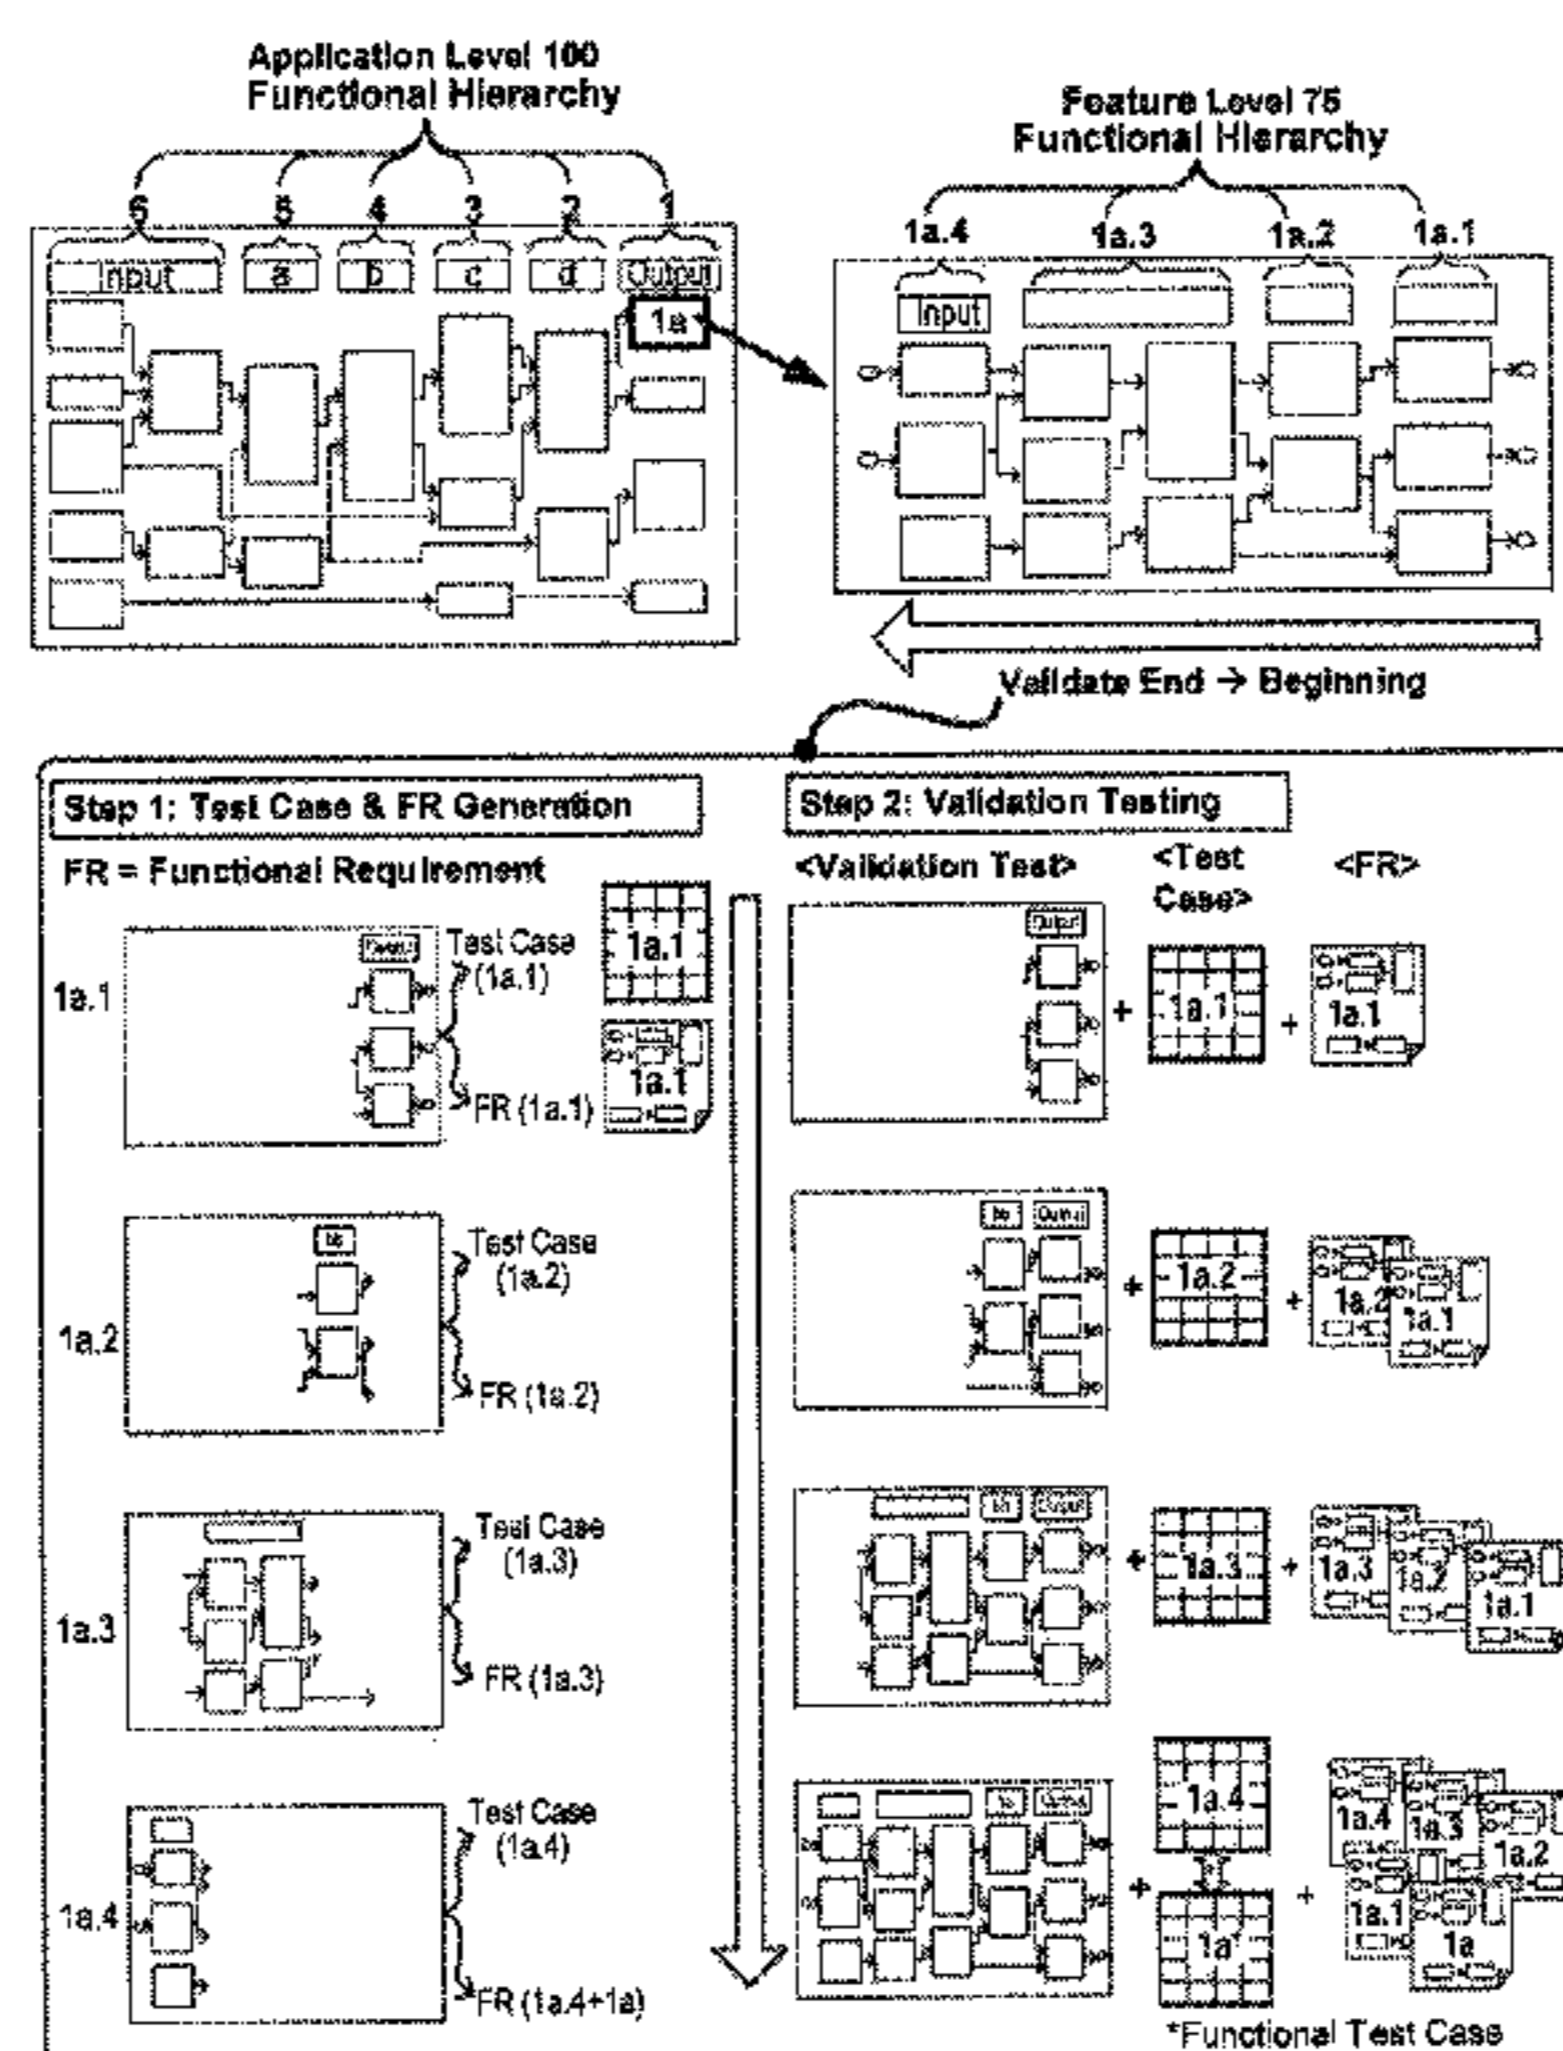 Application Level 100
Functional Hierarchy
Feature Level 75
Functional Hierarchy
6 5 4 3 2 1
Input a b c d Output
1a
1a.4 1a.3 1a.2 1a.1
Input
Validate End → Beginning
Step 1: Test Case & FR Generation
FR = Functional Requirement
1a.1
Test Case
(1a.1)
FR (1a.1)
1a.1
1a.1
1a.2
Test Case
(1a.2)
FR (1a.2)
1a.3
Test Case
(1a.3)
FR (1a.3)
1a.4
Test Case
(1a.4)
FR (1a.4+1a)
Step 2: Validation Testing
<Validation Test>
<Test
Case>
<FR>
Output
+ 1a.1 + 1a.1
Output
+ 1a.2 + 1a.2 1a.1
Output
+ 1a.3 + 1a.3 1a.2 1a.1
Output
+ 1a.4 + 1a.4 1a.3 1a.2
1a.1 1a
*Functional Test Case